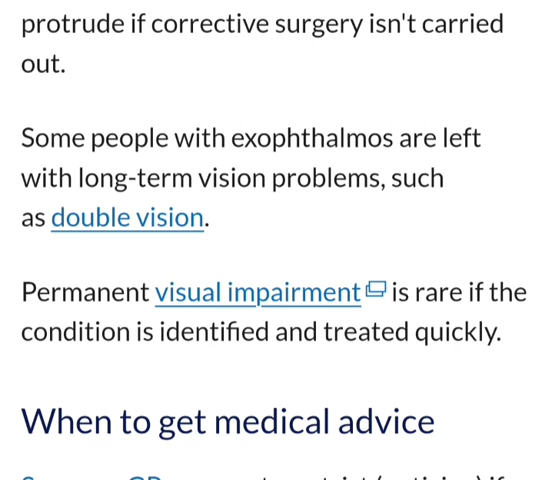 protrude if corrective surgery isn't carried
out.
Some people with exophthalmos are left
with long-term vision problems, such
as double vision.
Permanent visual impairment is rare if the
condition is identified and treated quickly.
When to get medical advice